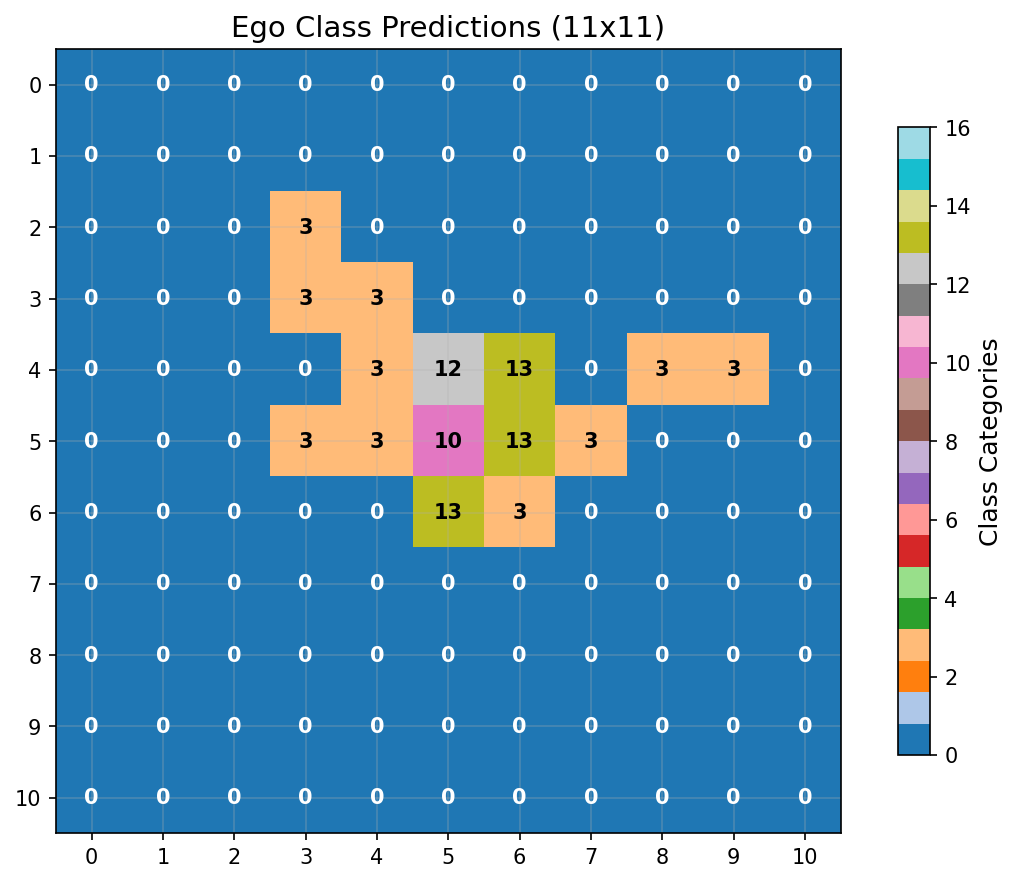 Ego Class Predictions (11x11)
0 0 0 0 0 0 0 0 0 0 0 0
1 0 0 0 0 0 0 0 0 0 0 0
2 0 0 0 3 0 0 0 0 0 0 0
3 0 0 0 3 3 0 0 0 0 0 0
4 0 0 0 0 3 12 13 0 3 3 0
5 0 0 0 3 3 10 13 3 0 0 0
6 0 0 0 0 0 13 3 0 0 0 0
7 0 0 0 0 0 0 0 0 0 0 0
8 0 0 0 0 0 0 0 0 0 0 0
9 0 0 0 0 0 0 0 0 0 0 0
10 0 0 0 0 0 0 0 0 0 0 0
0 1 2 3 4 5 6 7 8 9 10
16
14
12
10
8
6
4
2
0
Class Categories